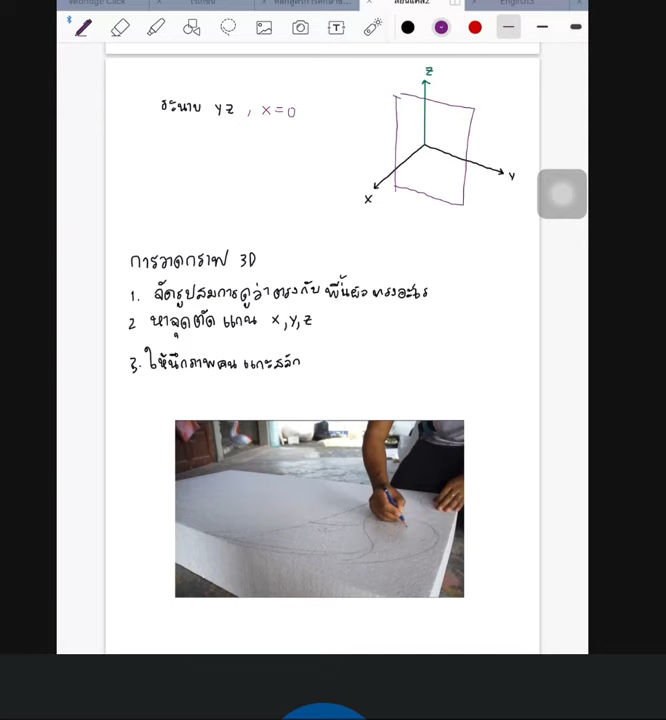 Weonage Click
English3
T
Z
ระนาบ YZ , X=0
Y
X
การวาดกราฟ 3D
1. จัดรูปสมการดูว่าตรงกับ พื้นผิว ทรงอะไร
2 หาจุดตัด แกน X,Y,Z
3. ให้นึกภาพคน แกะสลัก